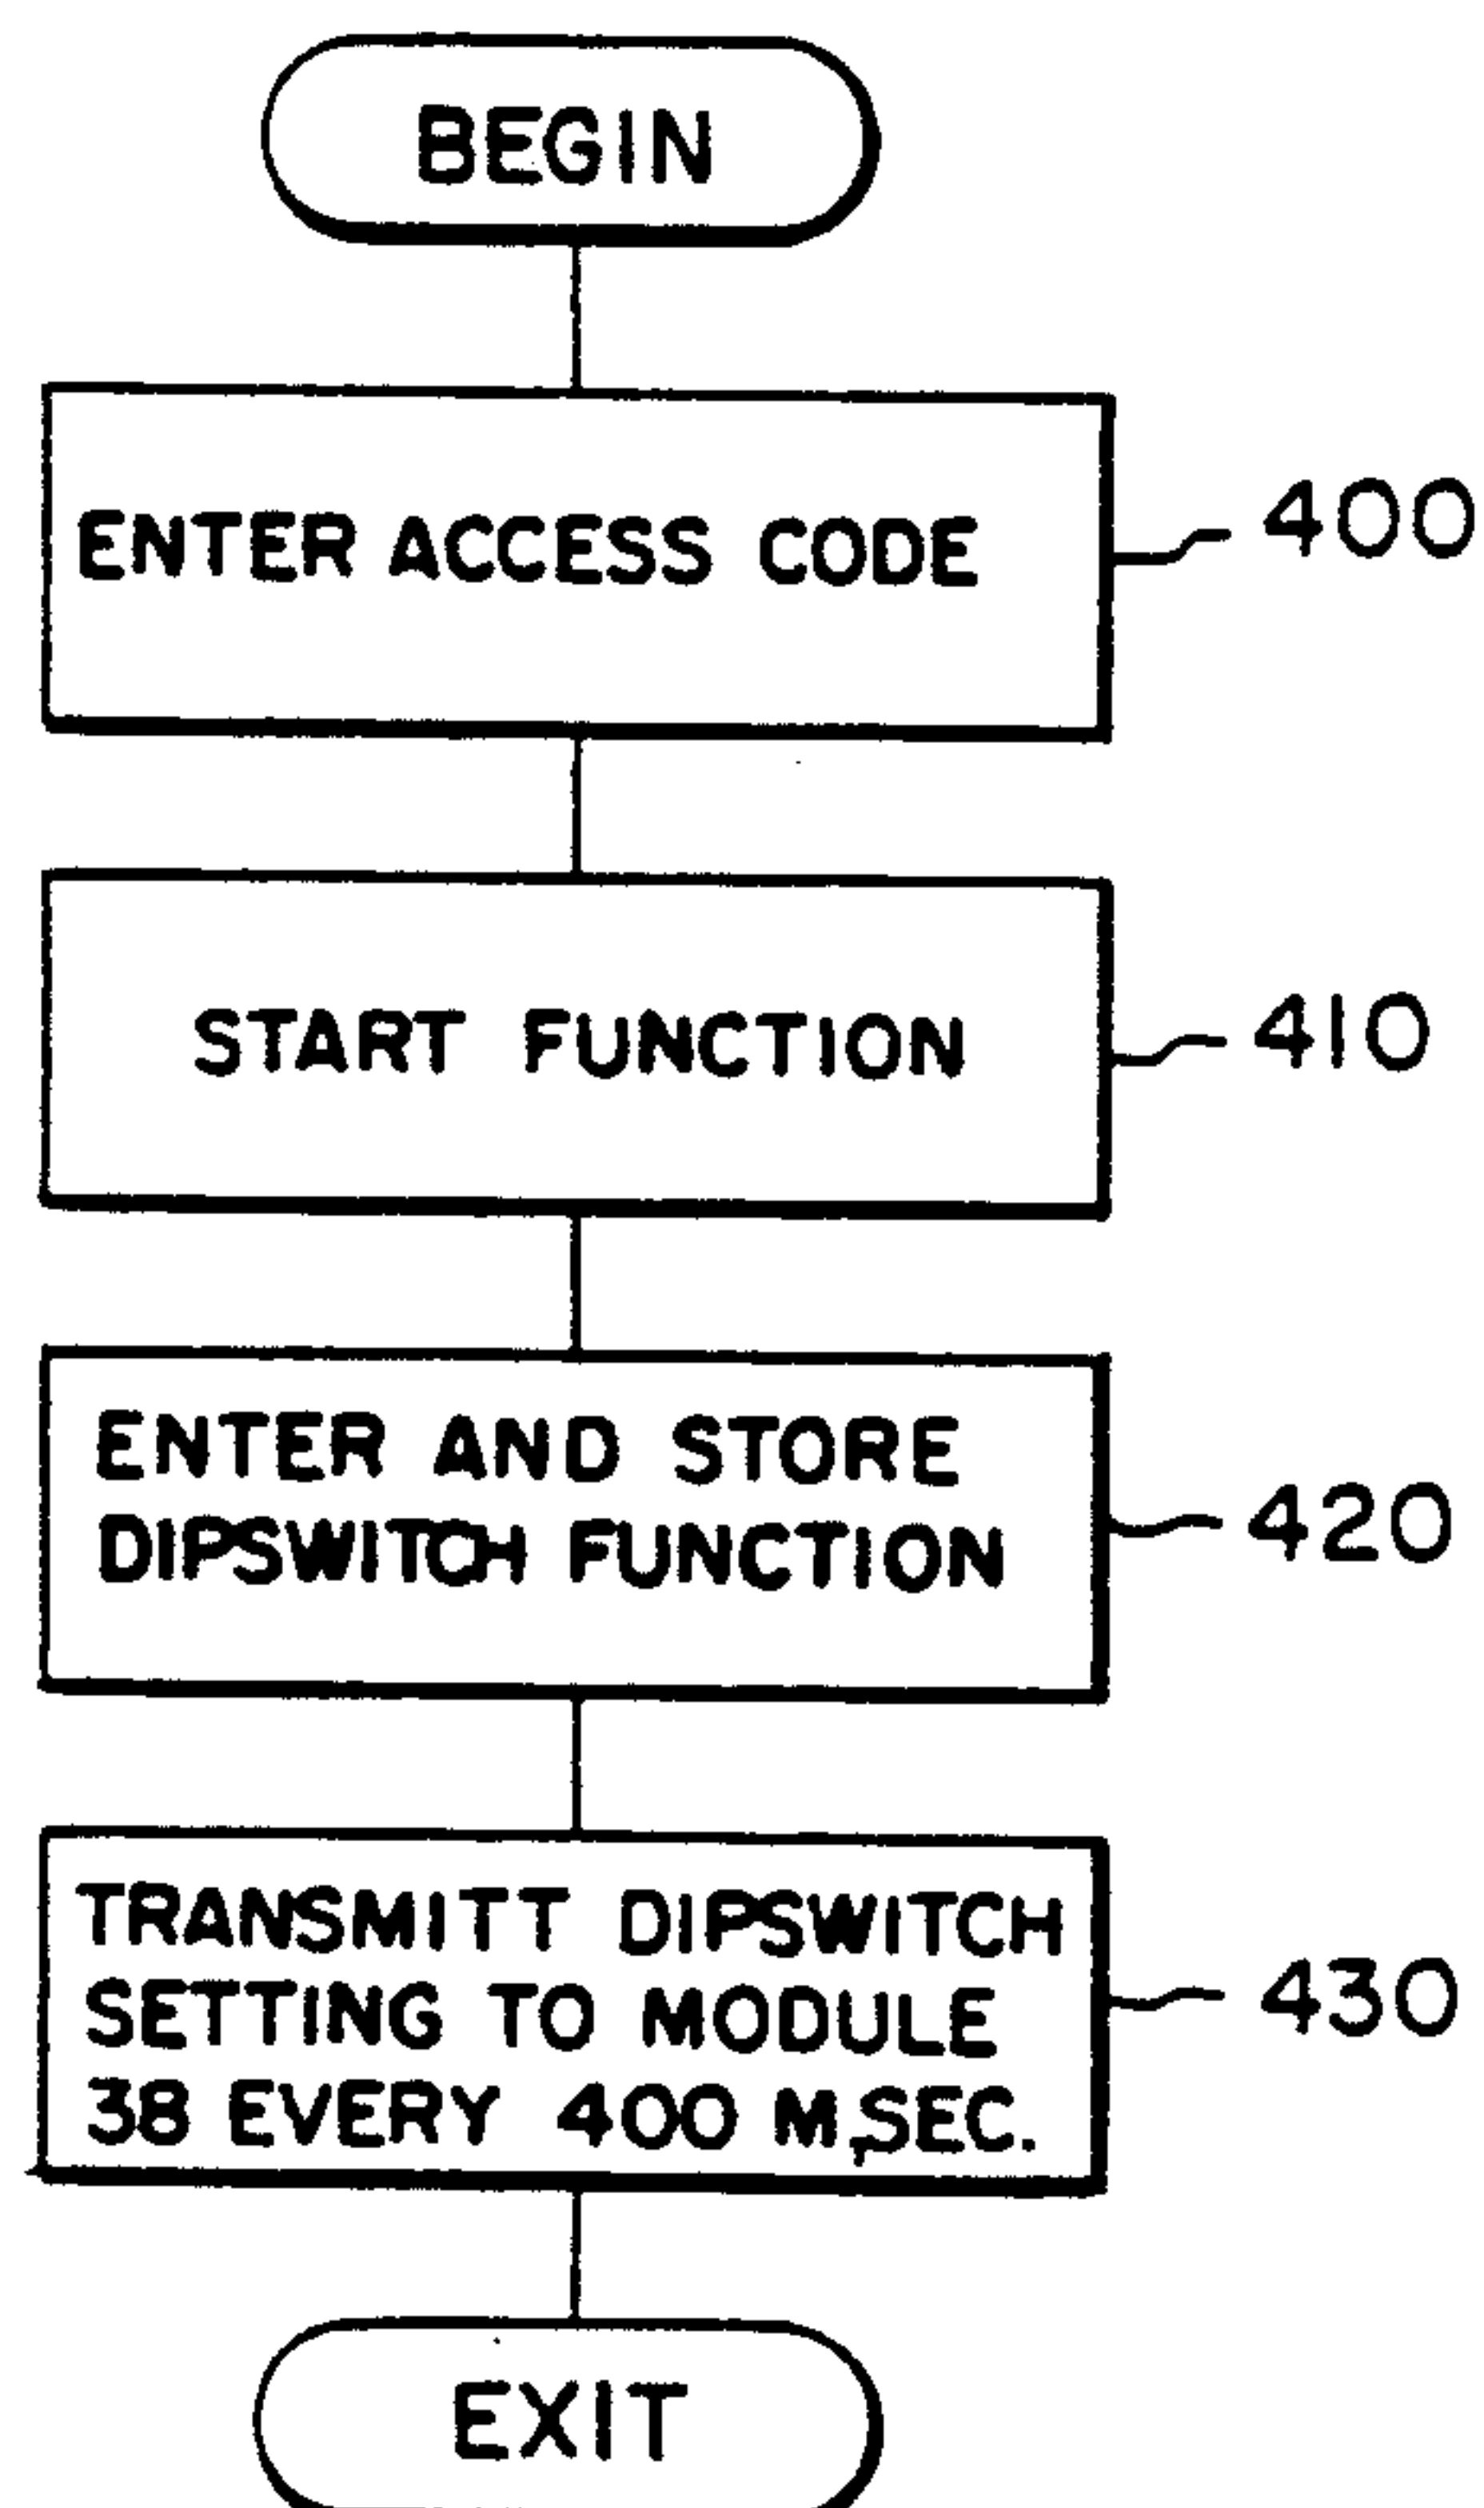 BEGIN
ENTER ACCESS CODE
400
START FUNCTION
410
ENTER AND STORE
DIPSWITCH FUNCTION
420
TRANSMITT DIPSWITCH
SETTING TO MODULE
38 EVERY 400 MSEC.
430
EXIT